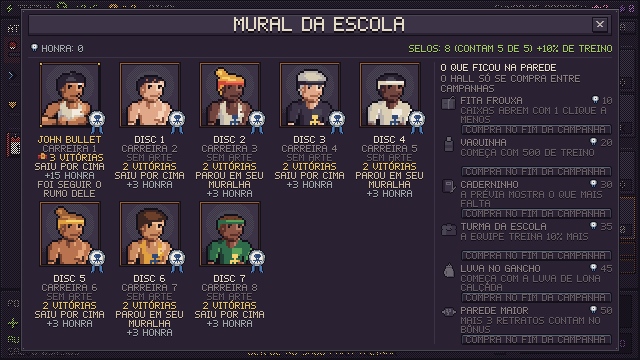 MURAL DA ESCOLA
HONRA: 0
SELOS: 8 (CONTAM 5 DE 5) +10% DE TREINO
JOHN BULLET
CARREIRA 1
3 VITÓRIAS
SAIU POR CIMA
+15 HONRA
FOI SEGUIR O
RUMO DELE
DISC 1
CARREIRA 2
SEM ARTE
2 VITÓRIAS
SAIU POR CIMA
+3 HONRA
DISC 2
CARREIRA 3
SEM ARTE
2 VITÓRIAS
PAROU EM SEU
MURALHA
+3 HONRA
DISC 3
CARREIRA 4
SEM ARTE
2 VITÓRIAS
SAIU POR CIMA
+3 HONRA
DISC 4
CARREIRA 5
SEM ARTE
2 VITÓRIAS
PAROU EM SEU
MURALHA
+3 HONRA
DISC 5
CARREIRA 6
SEM ARTE
2 VITÓRIAS
SAIU POR CIMA
+3 HONRA
DISC 6
CARREIRA 7
SEM ARTE
2 VITÓRIAS
PAROU EM SEU
MURALHA
+3 HONRA
DISC 7
CARREIRA 8
SEM ARTE
2 VITÓRIAS
SAIU POR CIMA
+3 HONRA
O QUE FICOU NA PAREDE
O HALL SÓ SE COMPRA ENTRE
CAMPANHAS
FITA FROUXA 10
CAIXAS ABREM COM 1 CLIQUE A
MENOS
COMPRA NO FIM DA CAMPANHA
VAQUINHA 20
COMEÇA COM 500 DE TREINO
COMPRA NO FIM DA CAMPANHA
CADERNINHO 30
A PRÉVIA MOSTRA O QUE MAIS
FALTA
COMPRA NO FIM DA CAMPANHA
TURMA DA ESCOLA 35
A EQUIPE TREINA 10% MAIS
COMPRA NO FIM DA CAMPANHA
LUVA NO GANCHO 45
COMEÇA COM A LUVA DE LONA
CALÇADA
COMPRA NO FIM DA CAMPANHA
PAREDE MAIOR 50
MAIS 3 RETRATOS CONTAM NO
BÔNUS
COMPRA NO FIM DA CAMPANHA